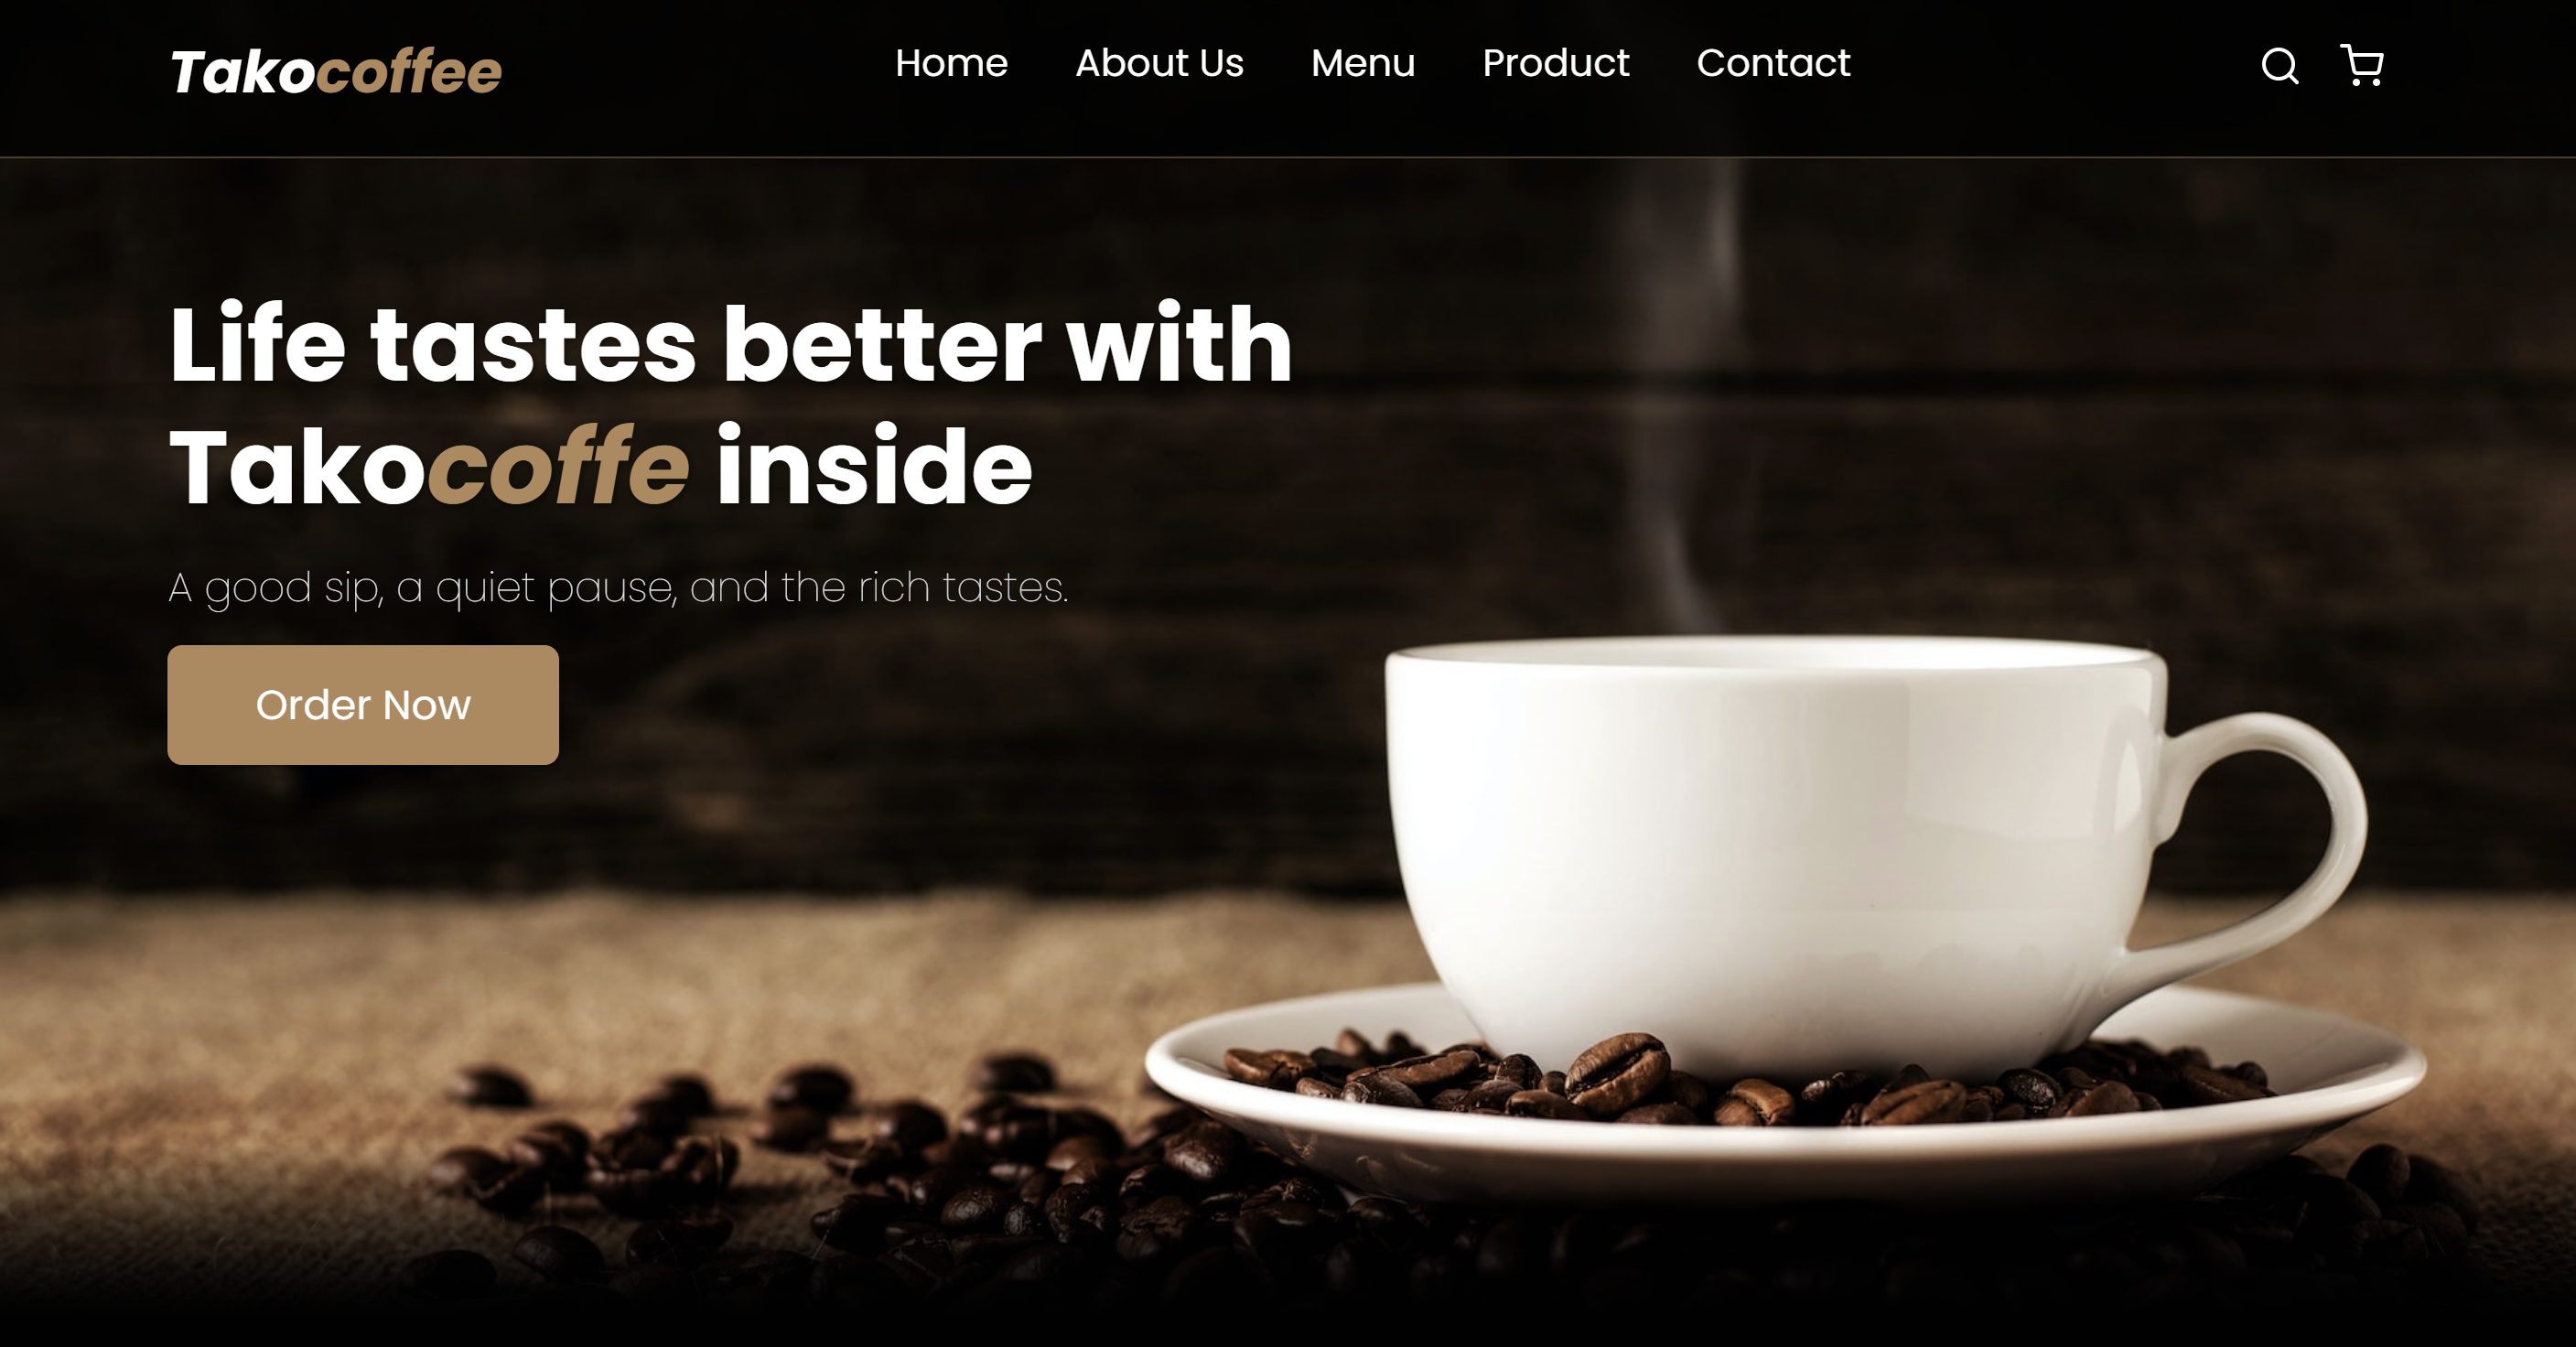 Takocoffee
Home
About Us
Menu
Product
Contact
Life tastes better with
Takocoffe inside
A good sip, a quiet pause, and the rich tastes.
Order Now